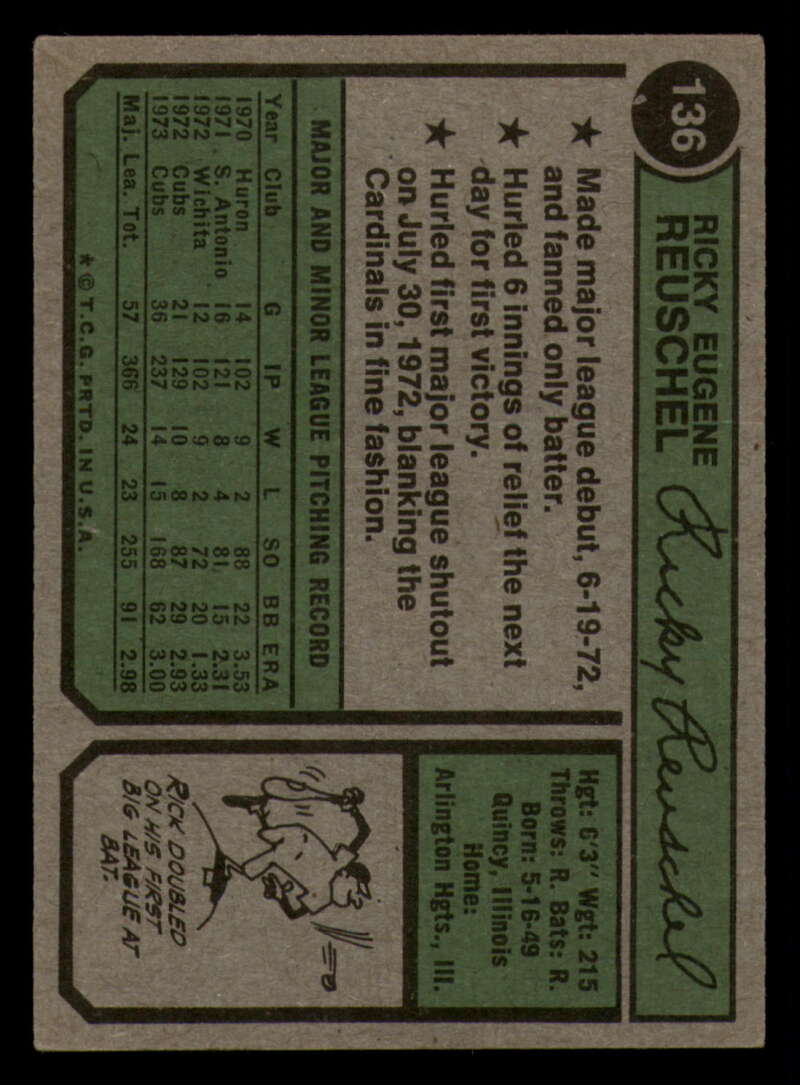 136
RICKY EUGENE
REUSCHEL
Ricky Reuschel
★ Made major league debut, 6-19-72,
and fanned only batter.
★ Hurled 6 innings of relief the next
day for first victory.
★ Hurled first major league shutout
on July 30, 1972, blanking the
Cardinals in fine fashion.
MAJOR AND MINOR LEAGUE PITCHING RECORD
Year Club G IP W L SO BB ERA
1970 Huron 14 102 9 2 88 22 3.53
1971 S. Antonio 16 121 8 4 81 15 2.31
1972 Wichita 12 102 9 2 72 20 1.33
1972 Cubs 21 129 10 8 87 29 2.93
1973 Cubs 36 237 14 15 168 62 3.00
Maj. Lea. Tot. 57 366 24 23 255 91 2.98
* © T.C.G. PRTD. IN U.S.A.
Hgt: 6'3" Wgt: 215
Throws: R. Bats: R.
Born: 5-16-49
Quincy, Illinois
Home:
Arlington Hgts., Ill.
RICK DOUBLED
ON HIS FIRST
BIG LEAGUE AT
BAT.